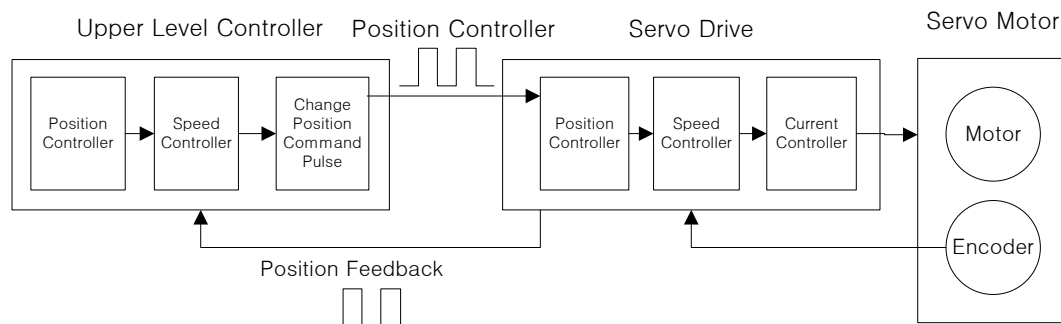 Upper Level Controller
Position Controller
Servo Drive
Servo Motor
Position
Controller
Speed
Controller
Change
Position
Command
Pulse
Position
Controller
Speed
Controller
Current
Controller
Motor
Encoder
Position Feedback